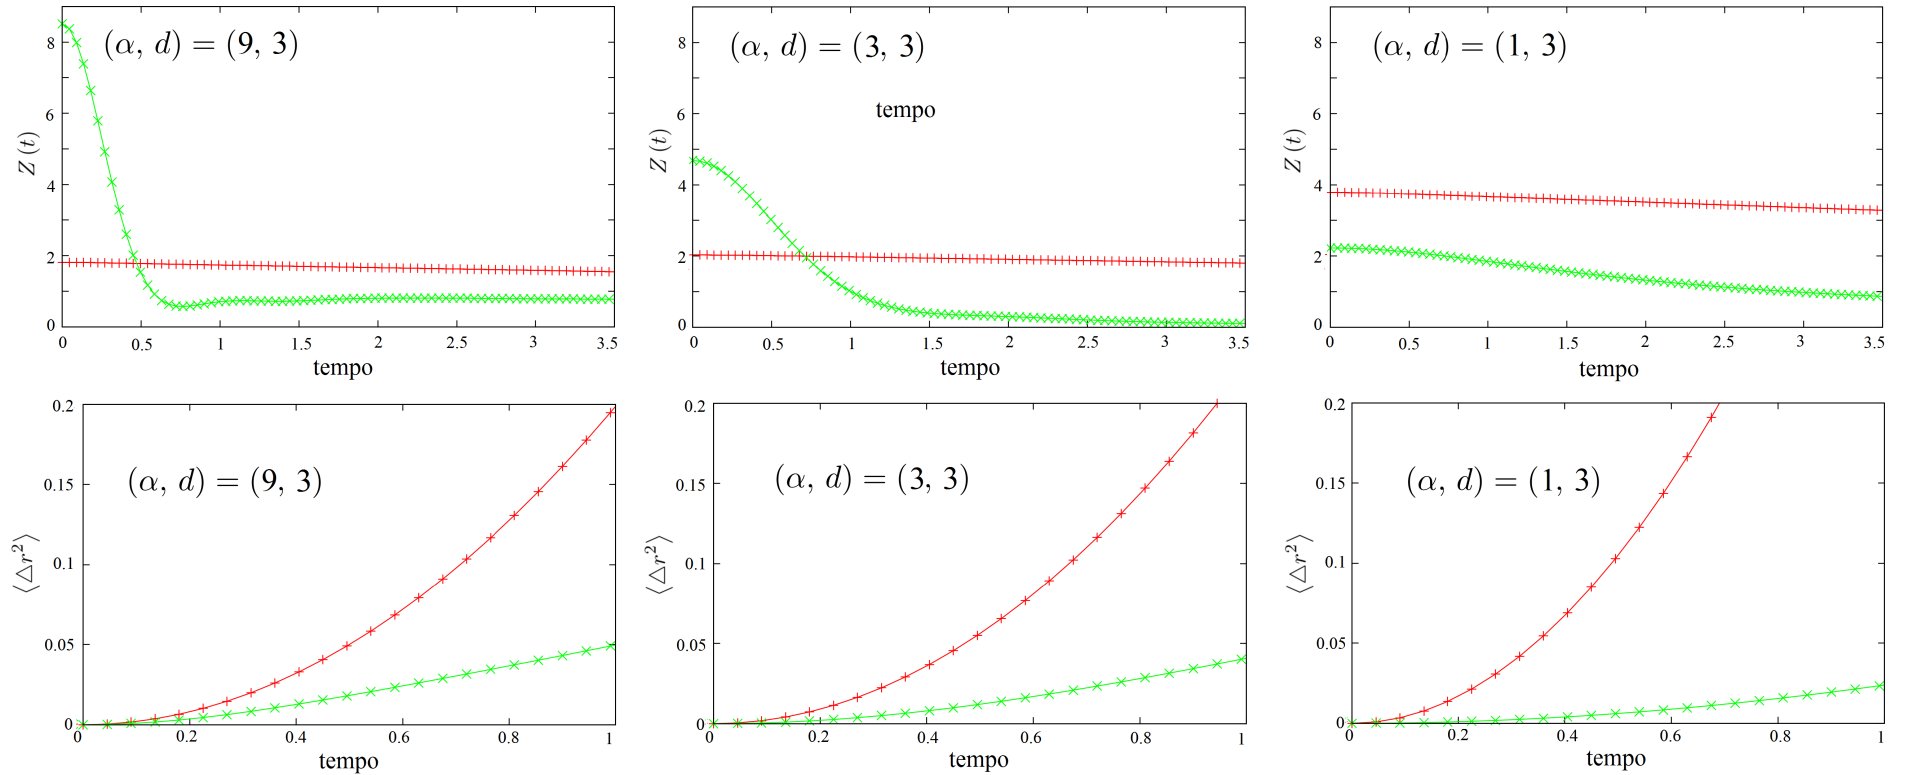 (α, d) = (9, 3)
Z (t)
8
6
4
2
0
0 0.5 1 1.5 2 2.5 3 3.5
tempo
(α, d) = (3, 3)
tempo
Z (t)
8
6
4
2
0
0 0.5 1 1.5 2 2.5 3 3.5
tempo
(α, d) = (1, 3)
Z (t)
8
6
4
2
0
0 0.5 1 1.5 2 2.5 3 3.5
tempo
(α, d) = (9, 3)
⟨△r²⟩
0.2
0.15
0.1
0.05
0
0 0.2 0.4 0.6 0.8 1
tempo
(α, d) = (3, 3)
⟨△r²⟩
0.2
0.15
0.1
0.05
0
0 0.2 0.4 0.6 0.8 1
tempo
(α, d) = (1, 3)
⟨△r²⟩
0.2
0.15
0.1
0.05
0
0 0.2 0.4 0.6 0.8 1
tempo